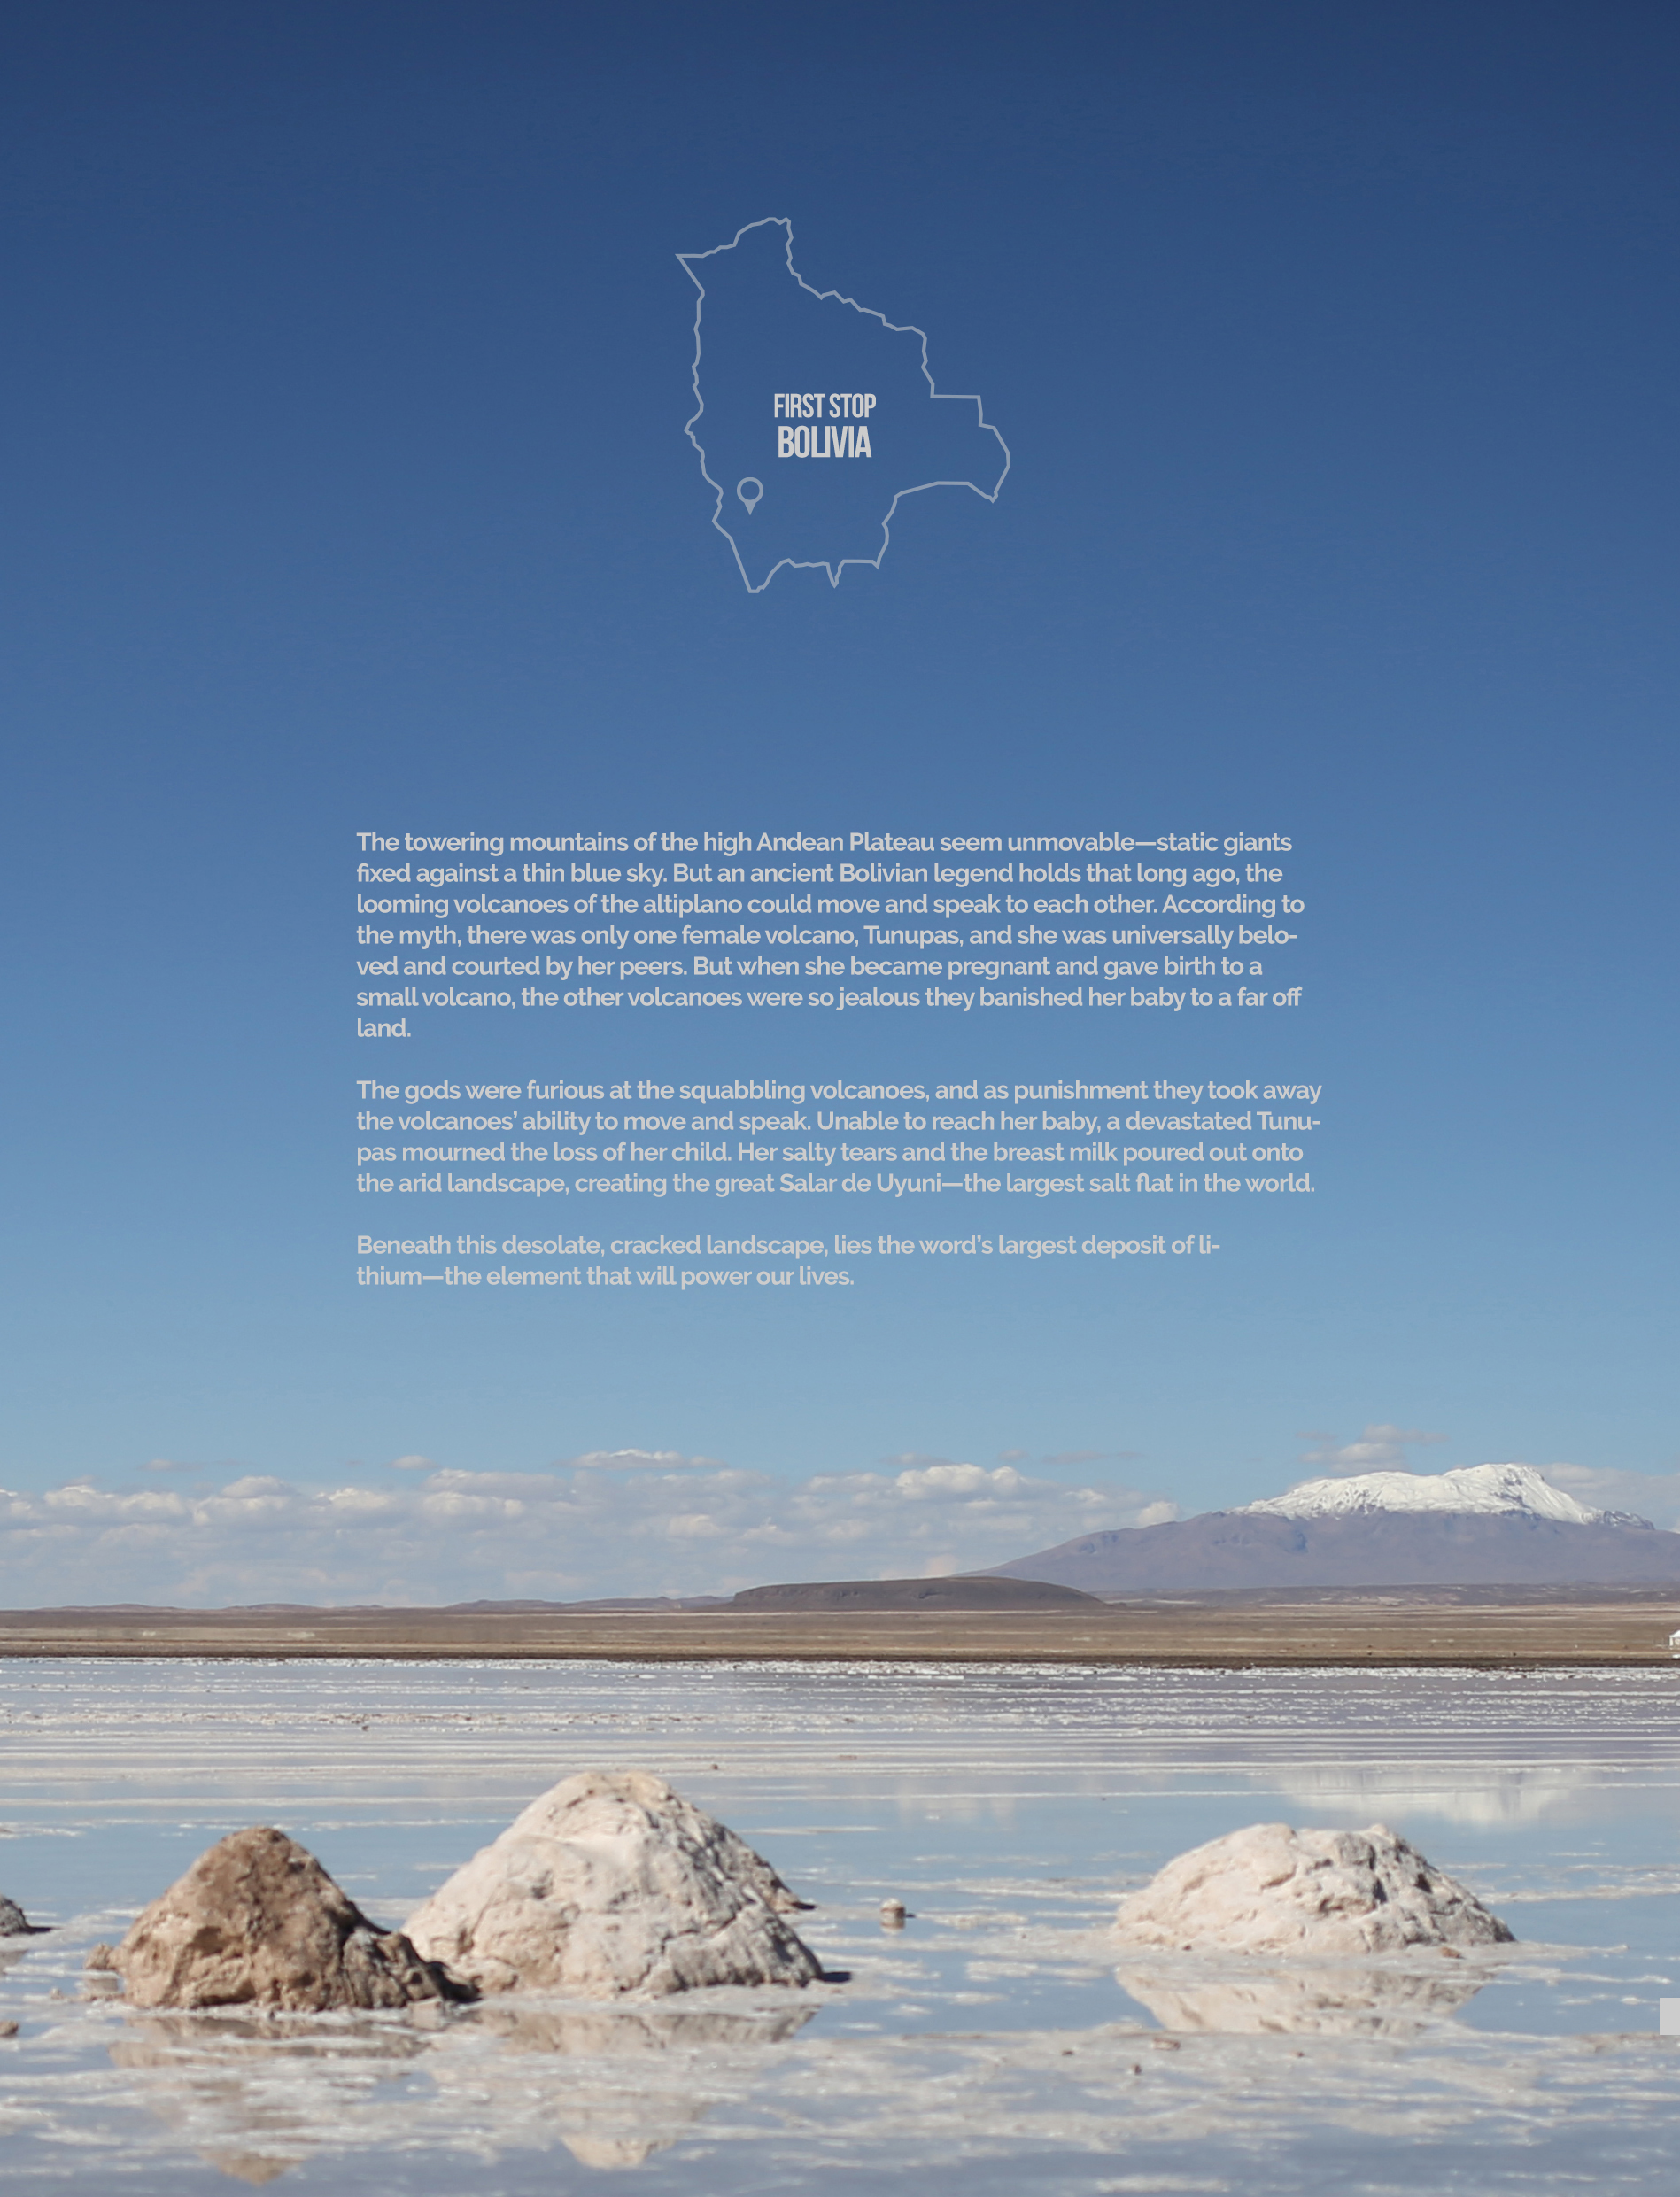 FIRST STOP
BOLIVIA
The towering mountains of the high Andean Plateau seem unmovable—static giants
fixed against a thin blue sky. But an ancient Bolivian legend holds that long ago, the
looming volcanoes of the altiplano could move and speak to each other. According to
the myth, there was only one female volcano, Tunupas, and she was universally belo-
ved and courted by her peers. But when she became pregnant and gave birth to a
small volcano, the other volcanoes were so jealous they banished her baby to a far off
land.
The gods were furious at the squabbling volcanoes, and as punishment they took away
the volcanoes’ ability to move and speak. Unable to reach her baby, a devastated Tunu-
pas mourned the loss of her child. Her salty tears and the breast milk poured out onto
the arid landscape, creating the great Salar de Uyuni—the largest salt flat in the world.
Beneath this desolate, cracked landscape, lies the word’s largest deposit of li-
thium—the element that will power our lives.